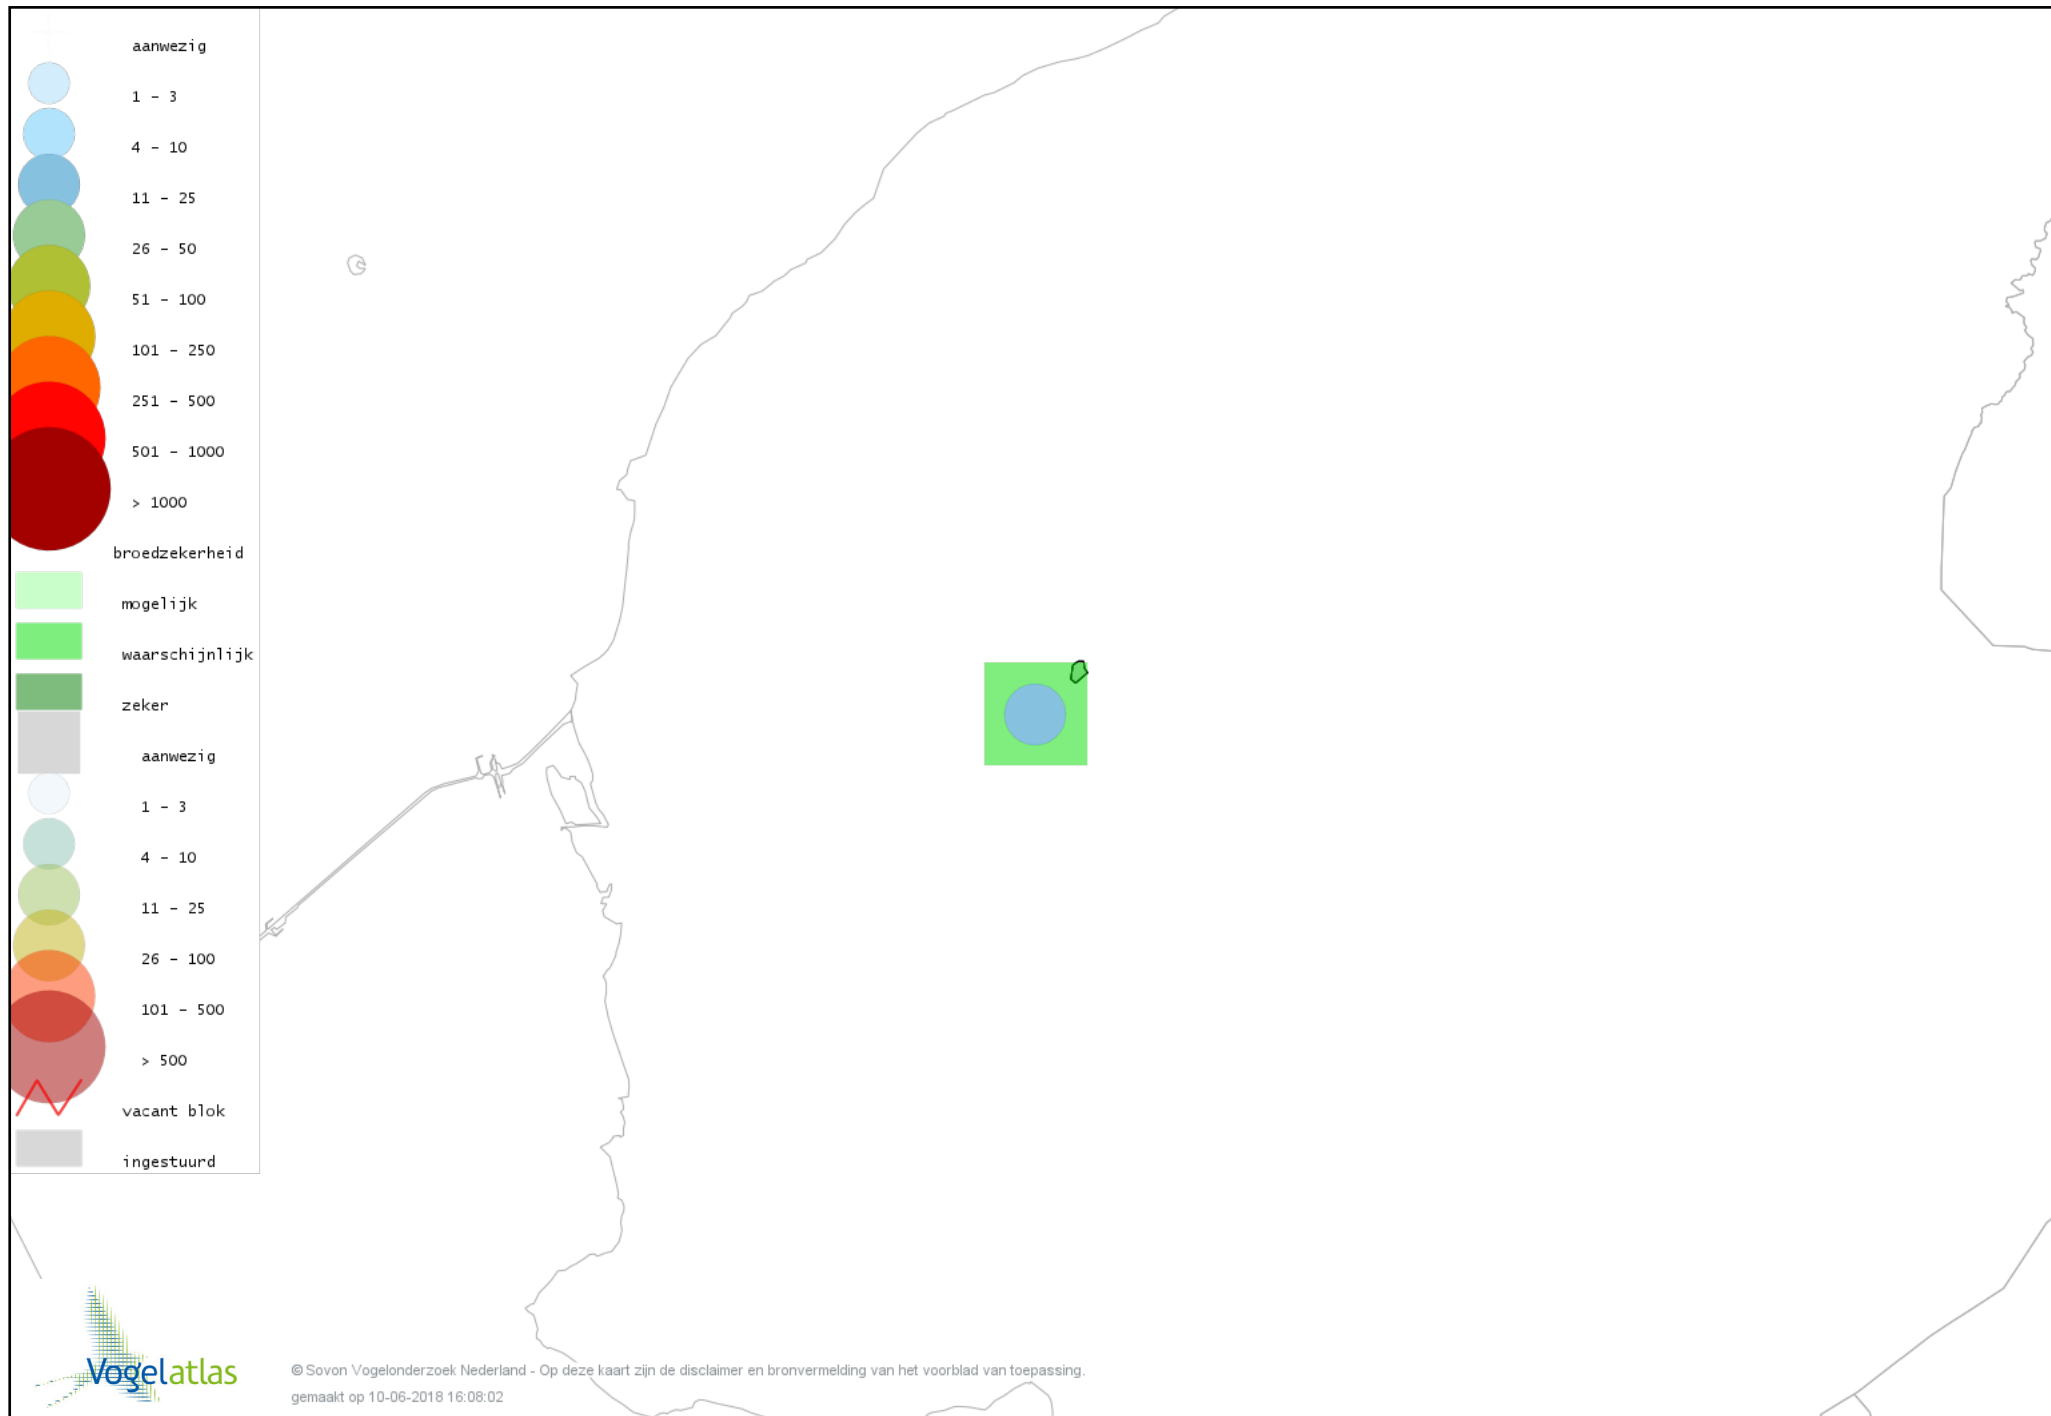 aanwezig
1 - 3
4 - 10
11 - 25
26 - 50
51 - 100
101 - 250
251 - 500
501 - 1000
> 1000
broedzekerheid
mogelijk
waarschijnlijk
zeker
aanwezig
1 - 3
4 - 10
11 - 25
26 - 100
101 - 500
> 500
vacant blok
ingestuurd
Vogelatlas
© Sovon Vogelonderzoek Nederland - Op deze kaart zijn de disclaimer en bronvermelding van het voorblad van toepassing.
gemaakt op 10-06-2018 16:08:02